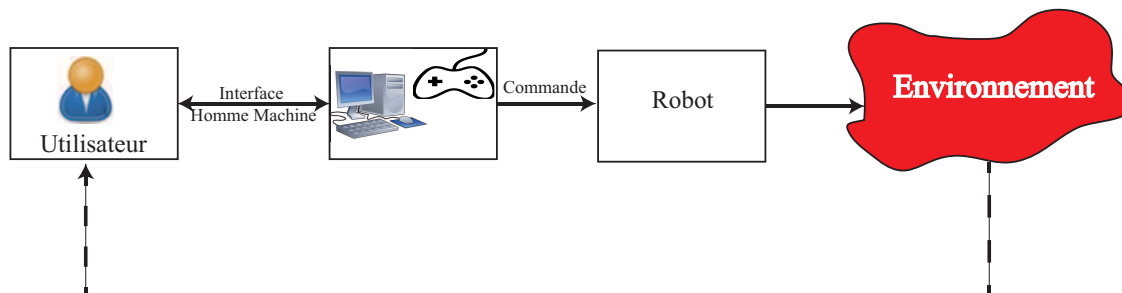 Utilisateur
Interface
Homme Machine
Commande
Robot
Environnement